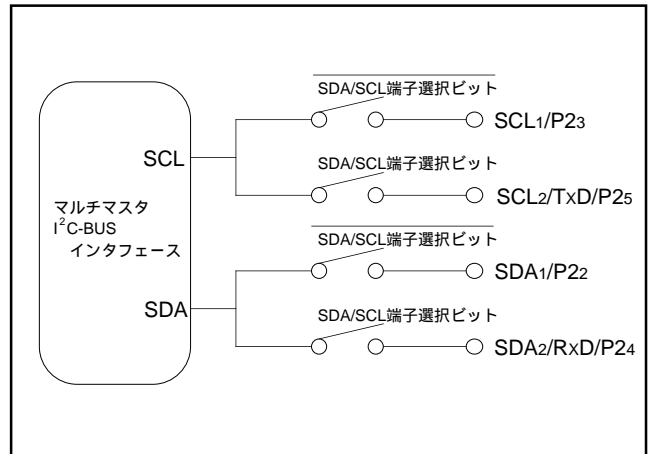 SDA/SCL端子選択ビット
SCL1/P23
SCL
SDA/SCL端子選択ビット
SCL2/TxD/P25
マルチマスタ
I²C-BUS
インタフェース
SDA/SCL端子選択ビット
SDA1/P22
SDA
SDA/SCL端子選択ビット
SDA2/RxD/P24